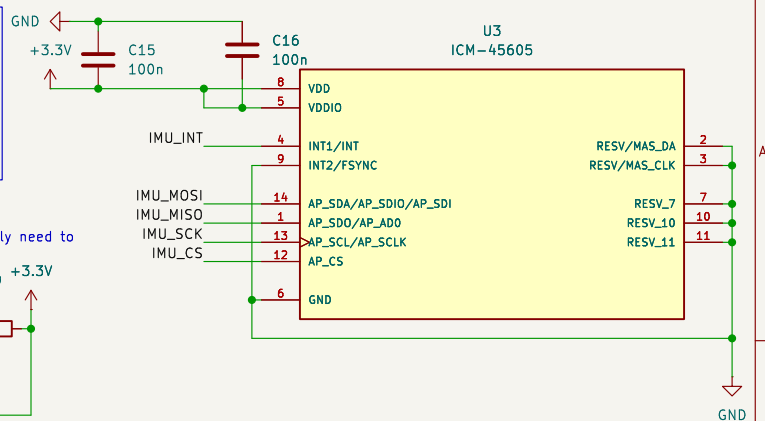 GND
+3.3V
C15
100n
C16
100n
U3
ICM-45605
8
VDD
5
VDDIO
IMU_INT
4
INT1/INT
9
INT2/FSYNC
IMU_MOSI
14
AP_SDA/AP_SDIO/AP_SDI
IMU_MISO
1
AP_SDO/AP_AD0
IMU_SCK
13
AP_SCL/AP_SCLK
IMU_CS
12
AP_CS
6
GND
RESV/MAS_DA
2
RESV/MAS_CLK
3
RESV_7
7
RESV_10
10
RESV_11
11
GND
ly need to
+3.3V
A